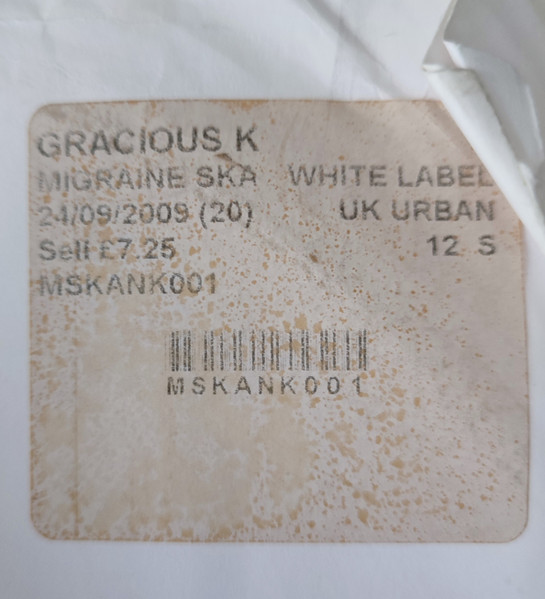 GRACIOUS K
MIGRAINE SKA WHITE LABEL
24/09/2009 (20) UK URBAN
Sell £7.25 12 S
MSKANK001
MSKANK001